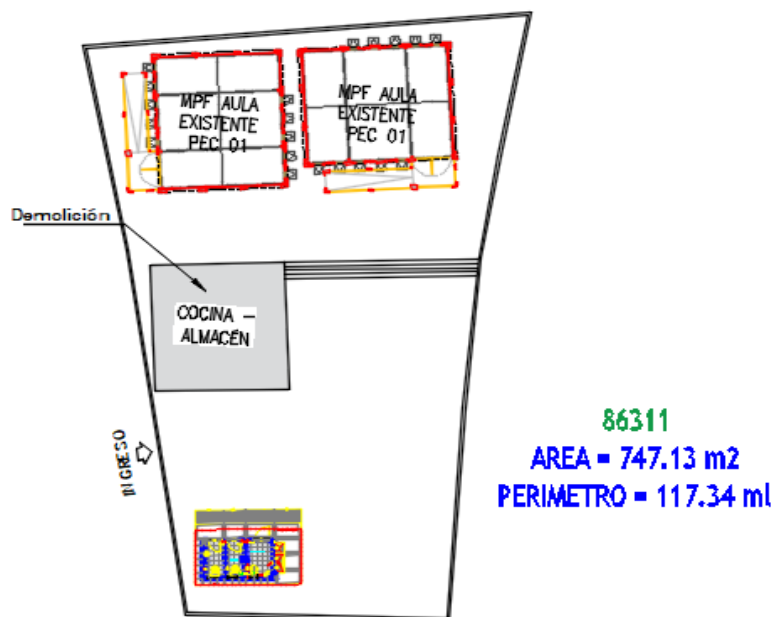 MPF AULA
EXISTENTE
PEC 01
MPF AULA
EXISTENTE
PEC 01
Demolición
COCINA –
ALMACÉN
INGRESO
86311
AREA = 747.13 m2
PERIMETRO = 117.34 ml